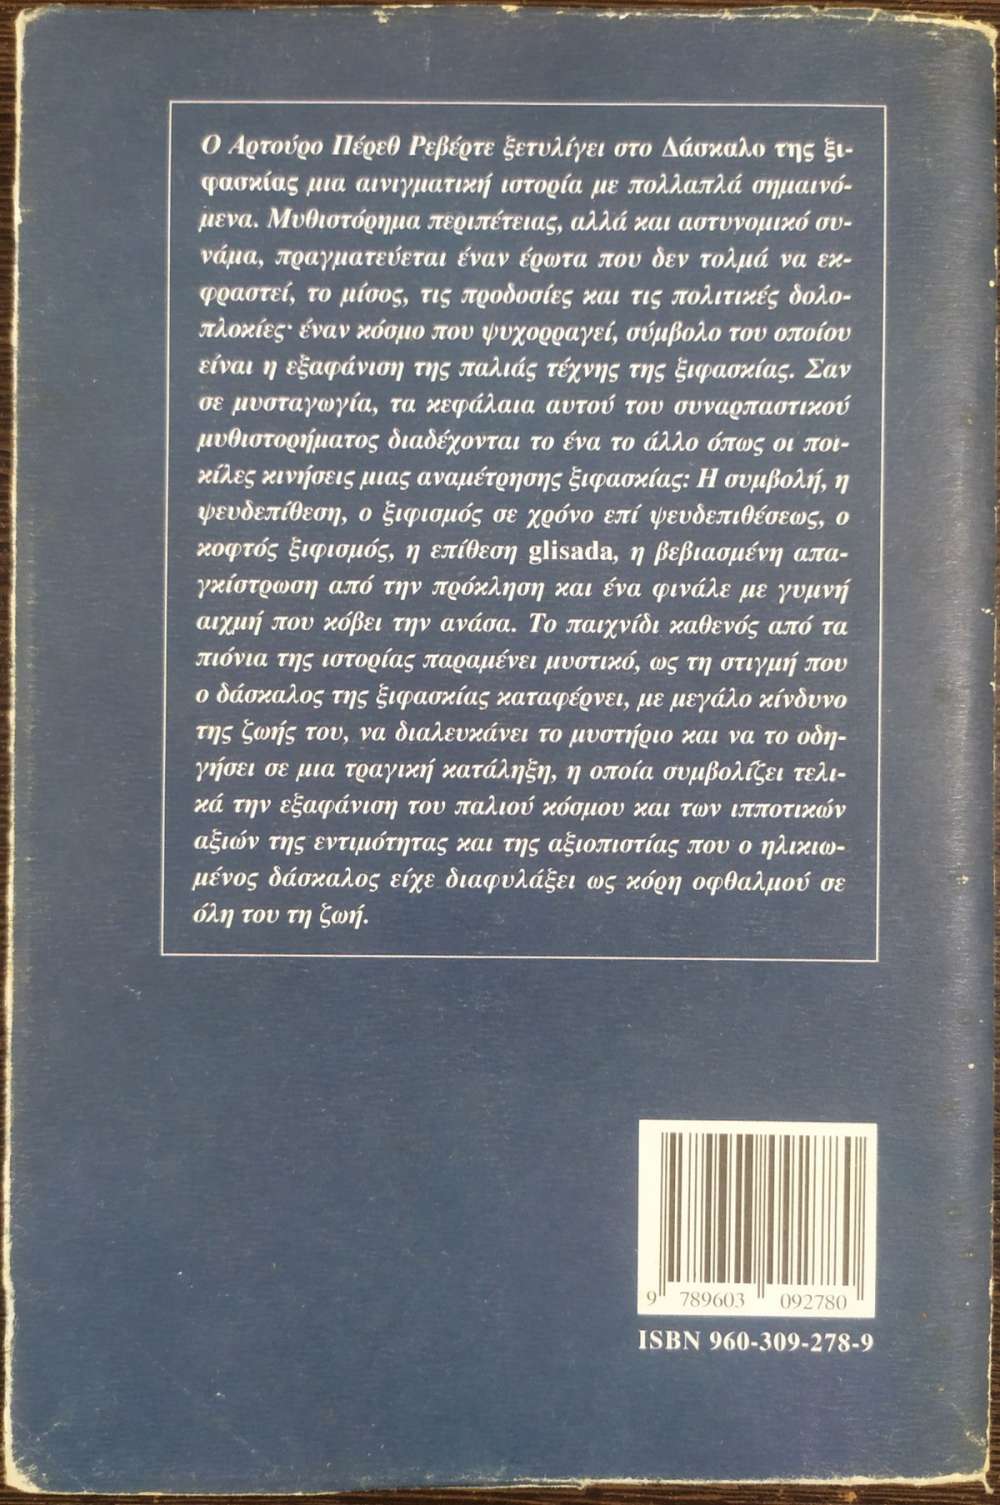 Ο Αρτούρο Πέρεθ Ρεβέρτε ξετυλίγει στο Δάσκαλο της ξι-
φασκίας μια αινιγματική ιστορία με πολλαπλά σημαινό-
μενα. Μυθιστόρημα περιπέτειας, αλλά και αστυνομικό συ-
νάμα, πραγματεύεται έναν έρωτα που δεν τολμά να εκ-
φραστεί, το μίσος, τις προδοσίες και τις πολιτικές δολο-
πλοκίες· έναν κόσμο που ψυχορραγεί, σύμβολο του οποίου
είναι η εξαφάνιση της παλιάς τέχνης της ξιφασκίας. Σαν
σε μυσταγωγία, τα κεφάλαια αυτού του συναρπαστικού
μυθιστορήματος διαδέχονται το ένα το άλλο όπως οι ποι-
κίλες κινήσεις μιας αναμέτρησης ξιφασκίας: Η συμβολή, η
ψευδεπίθεση, ο ξιφισμός σε χρόνο επί ψευδεπιθέσεως, ο
κοφτός ξιφισμός, η επίθεση glisada, η βεβιασμένη απα-
γκίστρωση από την πρόκληση και ένα φινάλε με γυμνή
αιχμή που κόβει την ανάσα. Το παιχνίδι καθενός από τα
πιόνια της ιστορίας παραμένει μυστικό, ως τη στιγμή που
ο δάσκαλος της ξιφασκίας καταφέρνει, με μεγάλο κίνδυνο
της ζωής του, να διαλευκάνει το μυστήριο και να το οδη-
γήσει σε μια τραγική κατάληξη, η οποία συμβολίζει τελι-
κά την εξαφάνιση του παλιού κόσμου και των ιπποτικών
αξιών της εντιμότητας και της αξιοπιστίας που ο ηλικιω-
μένος δάσκαλος είχε διαφυλάξει ως κόρη οφθαλμού σε
όλη του τη ζωή.
9 789603 092780
ISBN 960-309-278-9